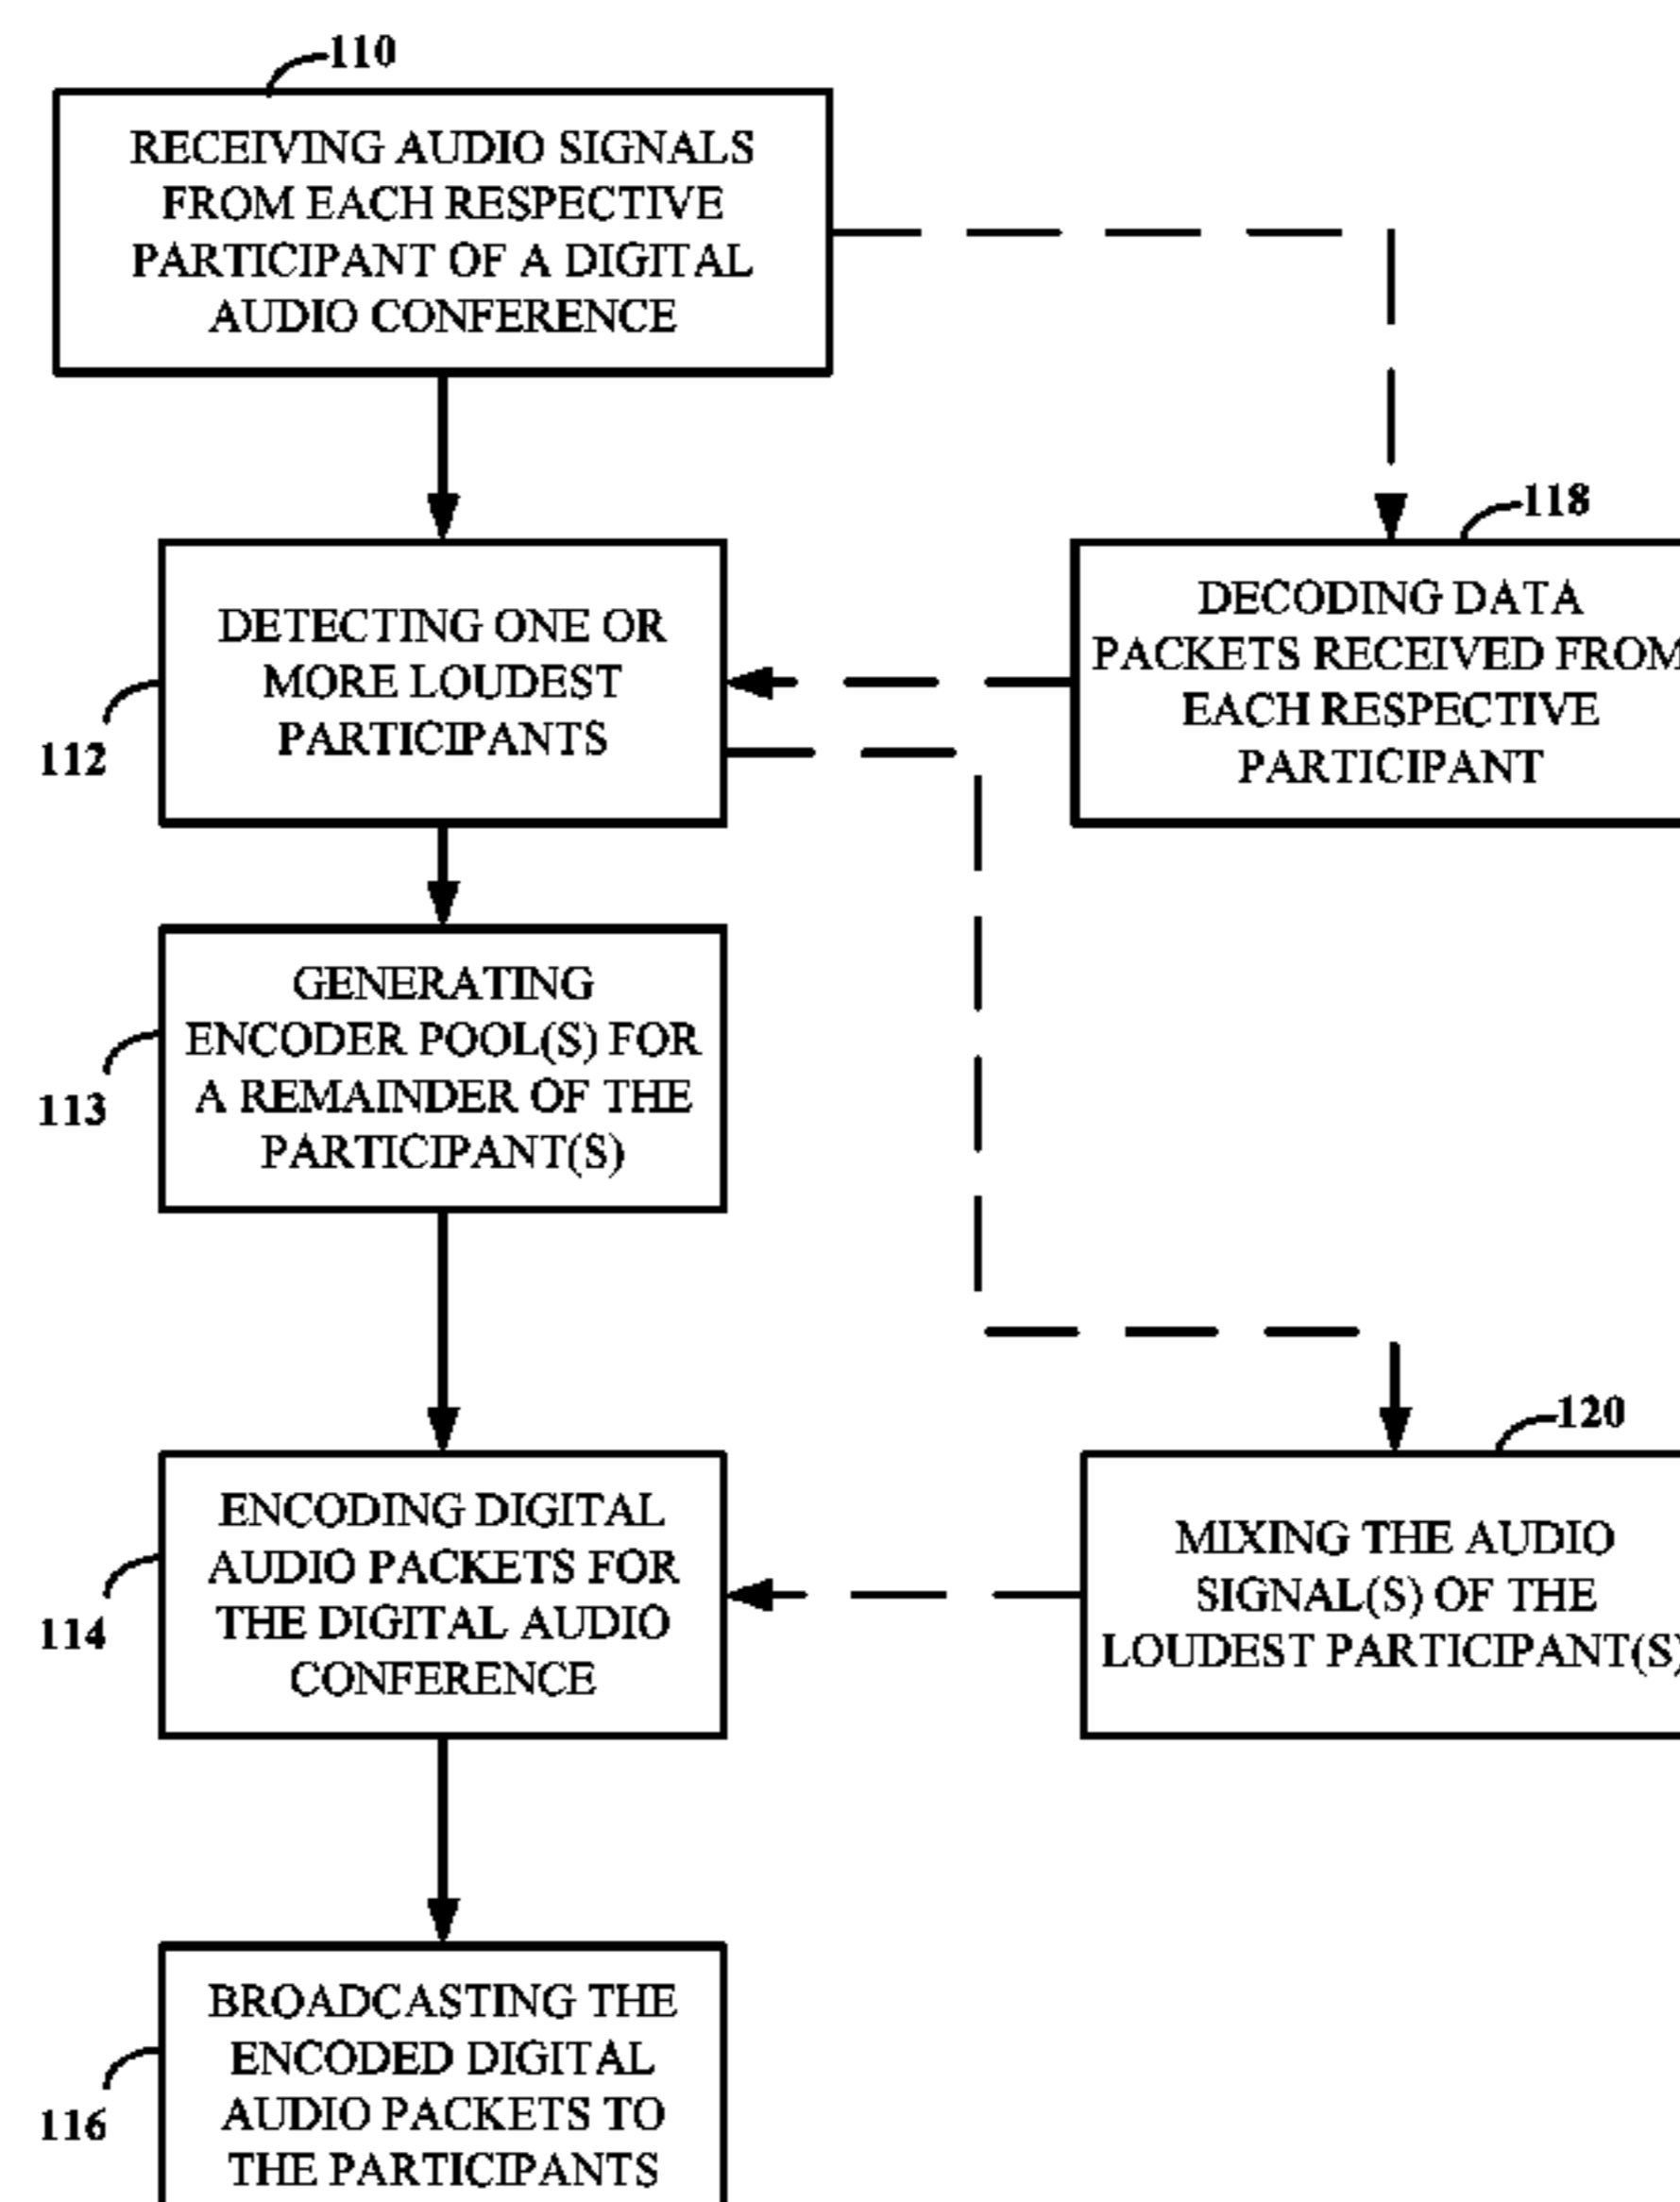 110
RECEIVING AUDIO SIGNALS
FROM EACH RESPECTIVE
PARTICIPANT OF A DIGITAL
AUDIO CONFERENCE
118
DETECTING ONE OR
MORE LOUDEST
PARTICIPANTS
112
DECODING DATA
PACKETS RECEIVED FROM
EACH RESPECTIVE
PARTICIPANT
GENERATING
ENCODER POOL(S) FOR
A REMAINDER OF THE
PARTICIPANT(S)
113
120
ENCODING DIGITAL
AUDIO PACKETS FOR
THE DIGITAL AUDIO
CONFERENCE
114
MIXING THE AUDIO
SIGNAL(S) OF THE
LOUDEST PARTICIPANT(S)
BROADCASTING THE
ENCODED DIGITAL
AUDIO PACKETS TO
THE PARTICIPANTS
116